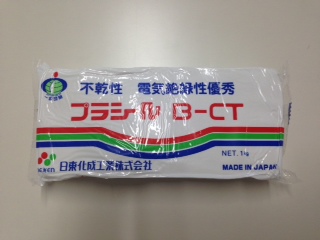 不乾性 電気絶縁性優秀
プラシール B-CT
NET. 1kg
日東化成工業株式会社
MADE IN JAPAN